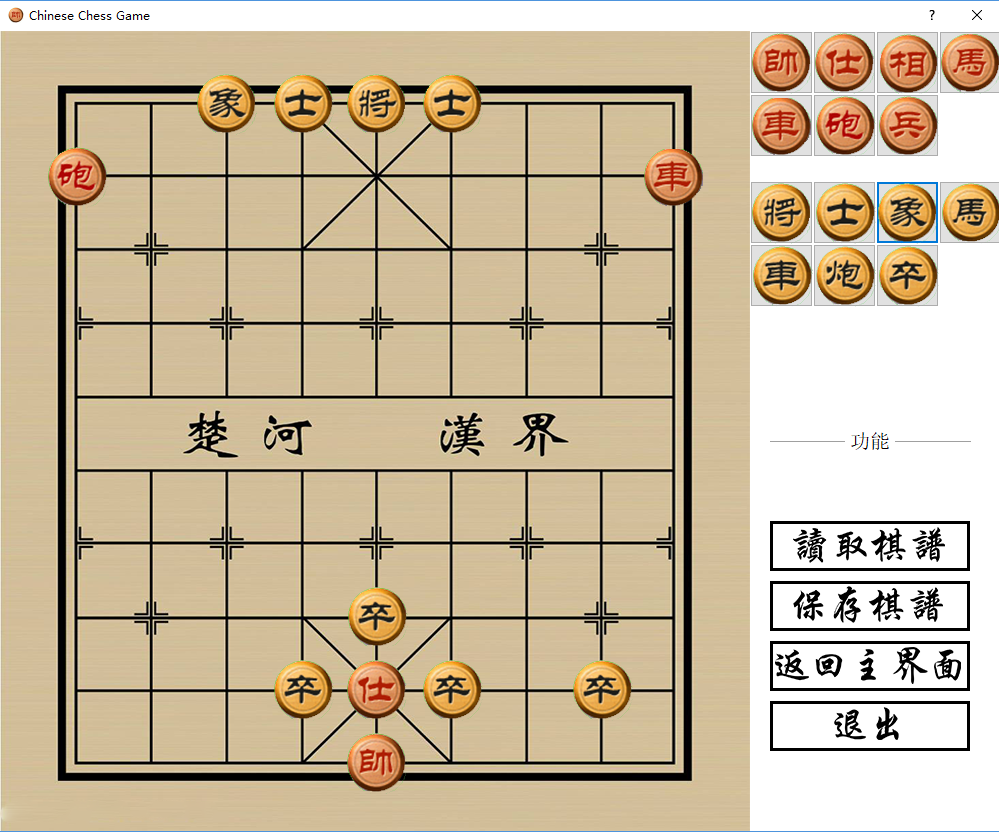 Chinese Chess Game
?
帥 仕 相 馬
象 士 將 士
車 砲 兵
砲 車
將 士 象 馬
車 炮 卒
楚河 漢界
功能
讀取棋譜
保存棋譜
卒
返回主界面
卒 仕 卒 卒
退出
帥